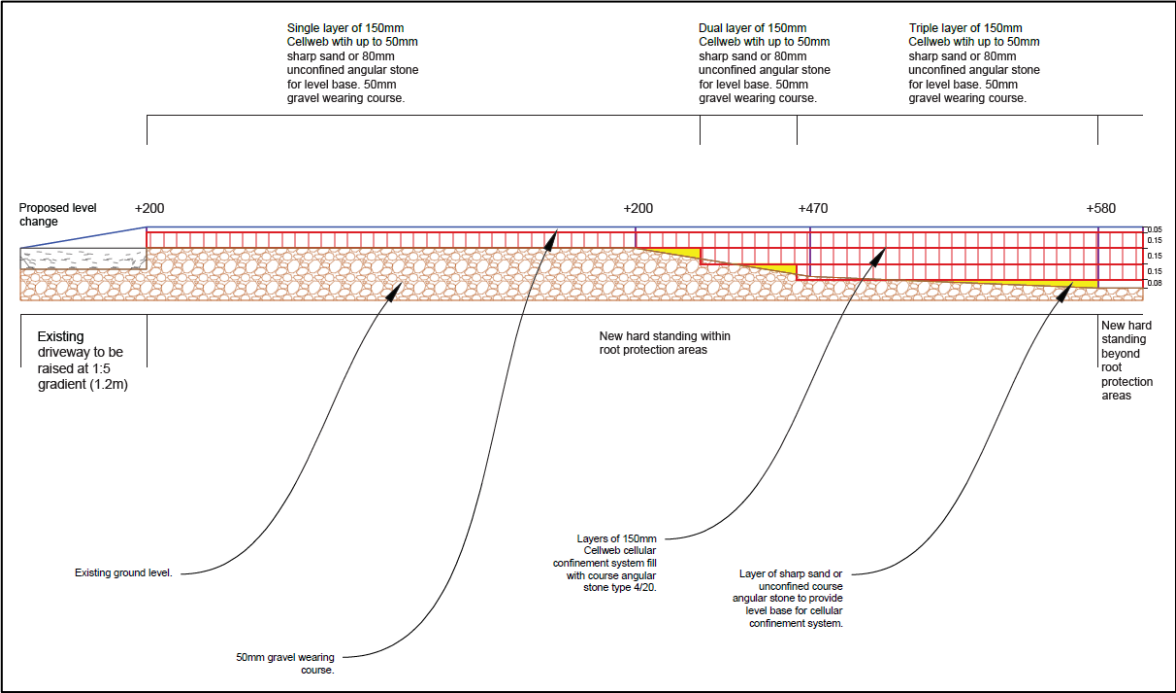 Single layer of 150mm
Cellweb wtih up to 50mm
sharp sand or 80mm
unconfined angular stone
for level base. 50mm
gravel wearing course.
Dual layer of 150mm
Cellweb wtih up to 50mm
sharp sand or 80mm
unconfined angular stone
for level base. 50mm
gravel wearing course.
Triple layer of 150mm
Cellweb wtih up to 50mm
sharp sand or 80mm
unconfined angular stone
for level base. 50mm
gravel wearing course.
Proposed level
change
+200
+200
+470
+580
0.05
0.15
0.15
0.15
0.08
Existing
driveway to be
raised at 1:5
gradient (1.2m)
New hard standing within
root protection areas
New hard
standing
beyond
root
protection
areas
Existing ground level.
50mm gravel wearing
course.
Layers of 150mm
Cellweb cellular
confinement system fill
with course angular
stone type 4/20.
Layer of sharp sand or
unconfined course
angular stone to provide
level base for cellular
confinement system.